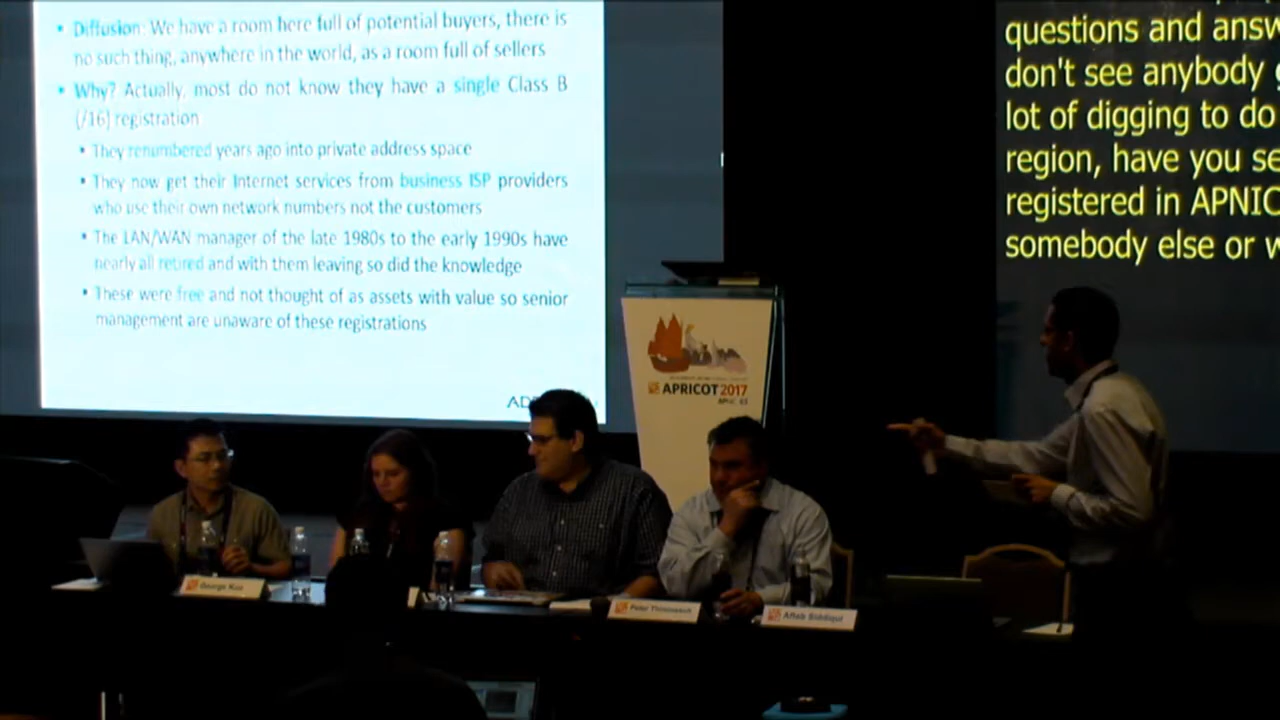 • Diffusion: We have a room here full of potential buyers, there is
no such thing, anywhere in the world, as a room full of sellers
• Why? Actually, most do not know they have a single Class B
(/16) registration
• They renumbered years ago into private address space
• They now get their Internet services from business ISP providers
who use their own network numbers not the customers
• The LAN/WAN manager of the late 1980s to the early 1990s have
nearly all retired and with them leaving so did the knowledge
• These were free and not thought of as assets with value so senior
management are unaware of these registrations
questions and answ
don't see anybody
lot of digging to do
region, have you se
registered in APNIC
somebody else or w
APRICOT 2017
George Kuo
Peter Thimmesch
Aftab Siddiqui